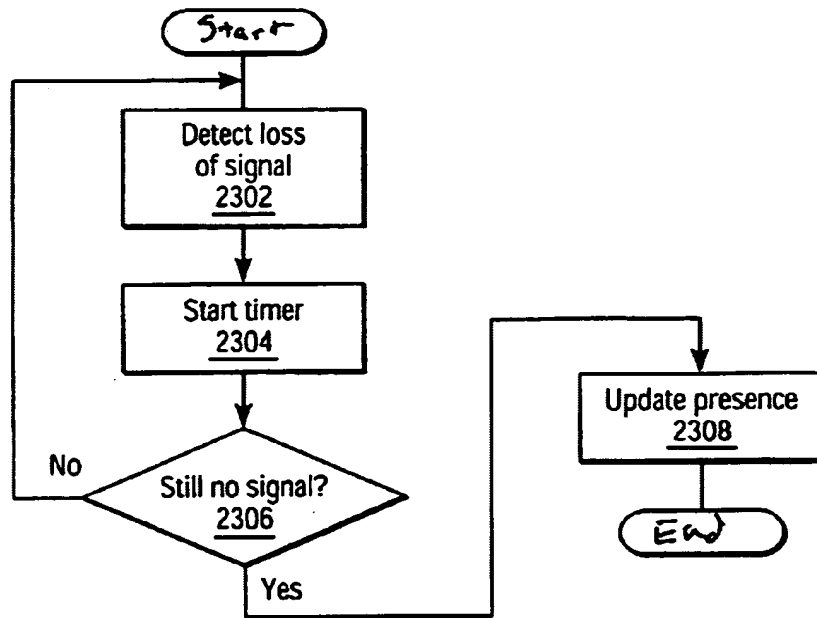 Start
Detect loss
of signal
2302
Start timer
2304
No
Still no signal?
2306
Yes
Update presence
2308
End